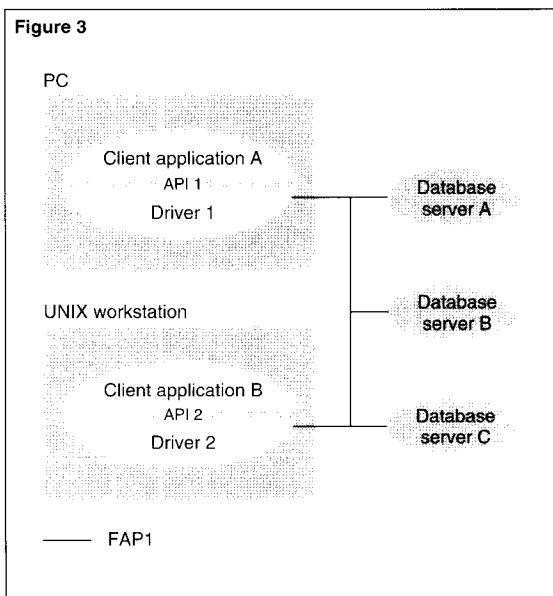 Figure 3
PC
Client application A
API 1
Driver 1
Database
server A
Database
server B
UNIX workstation
Client application B
API 2
Driver 2
Database
server C
FAP1